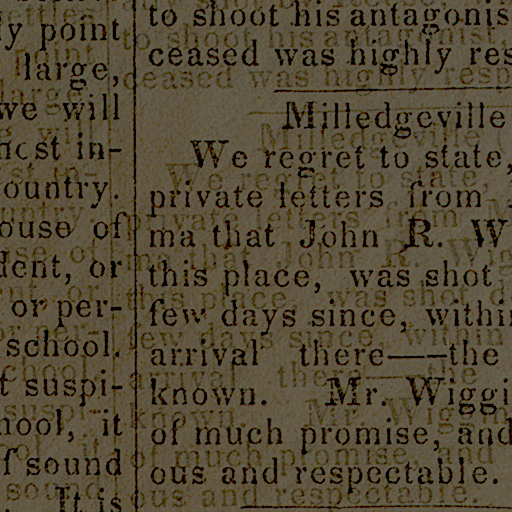 y point
large,
we will
in-
ountry.
ouse of
dent, or
or per-
school.
t suspi-
hool, it
f sound
It is
to shoot his antagonis
ceased was highly res
Milledgeville
We regret to state,
private letters from
ma that John R. W
this place, was shot
few days since, within
arrival there——the
known. Mr. Wiggi
of much promise, and
ous and respectable.